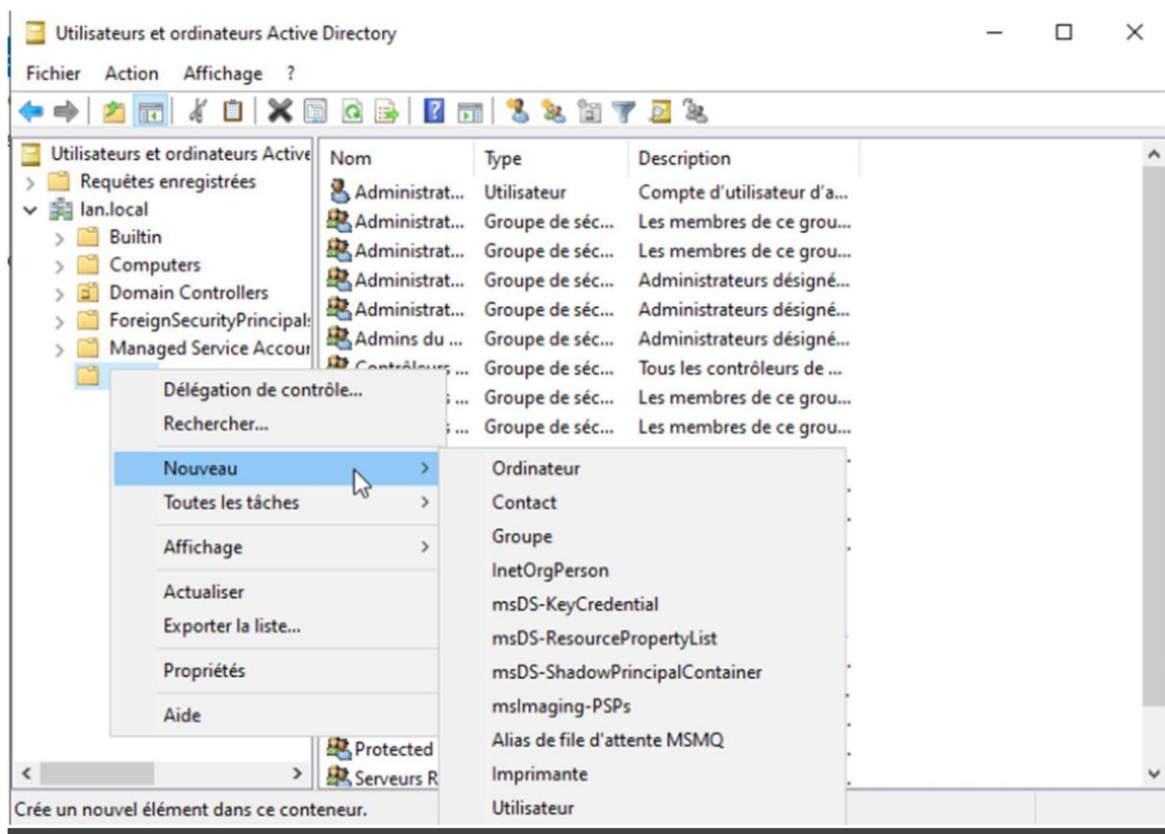 Utilisateurs et ordinateurs Active Directory
Fichier Action Affichage ?
Utilisateurs et ordinateurs Active
Requêtes enregistrées
lan.local
Builtin
Computers
Domain Controllers
ForeignSecurityPrincipal
Managed Service Accour
Nom Type Description
Administrat... Utilisateur Compte d'utilisateur d'a...
Administrat... Groupe de séc... Les membres de ce grou...
Administrat... Groupe de séc... Les membres de ce grou...
Administrat... Groupe de séc... Administrateurs désigné...
Administrat... Groupe de séc... Administrateurs désigné...
Admins du ... Groupe de séc... Administrateurs désigné...
Contrôleurs ... Groupe de séc... Tous les contrôleurs de ...
... Groupe de séc... Les membres de ce grou...
... Groupe de séc... Les membres de ce grou...
Délégation de contrôle...
Rechercher...
Nouveau
Toutes les tâches
Affichage
Actualiser
Exporter la liste...
Propriétés
Aide
Ordinateur
Contact
Groupe
InetOrgPerson
msDS-KeyCredential
msDS-ResourcePropertyList
msDS-ShadowPrincipalContainer
msImaging-PSPs
Alias de file d'attente MSMQ
Imprimante
Utilisateur
Protected
Serveurs R
Crée un nouvel élément dans ce conteneur.